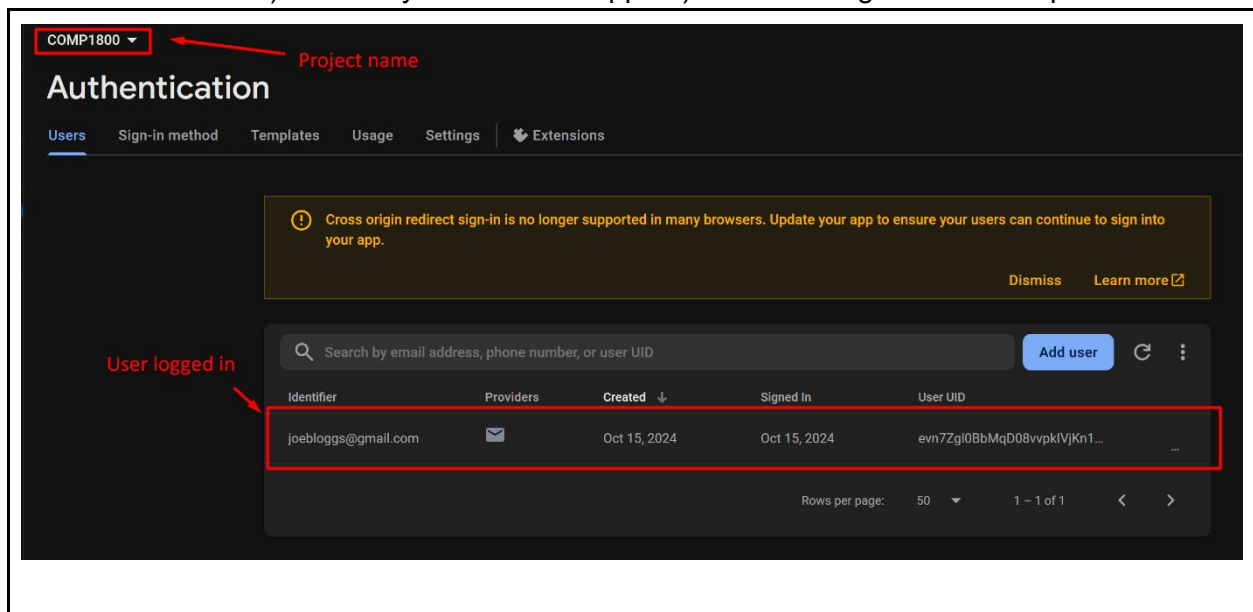 COMP1800
Project name
Authentication
Users Sign-in method Templates Usage Settings Extensions
Cross origin redirect sign-in is no longer supported in many browsers. Update your app to ensure your users can continue to sign into
your app.
Dismiss Learn more
Search by email address, phone number, or user UID Add user
User logged in
Identifier Providers Created Signed In User UID
joebloggs@gmail.com Oct 15, 2024 Oct 15, 2024 ...
Rows per page: 50 1 – 1 of 1